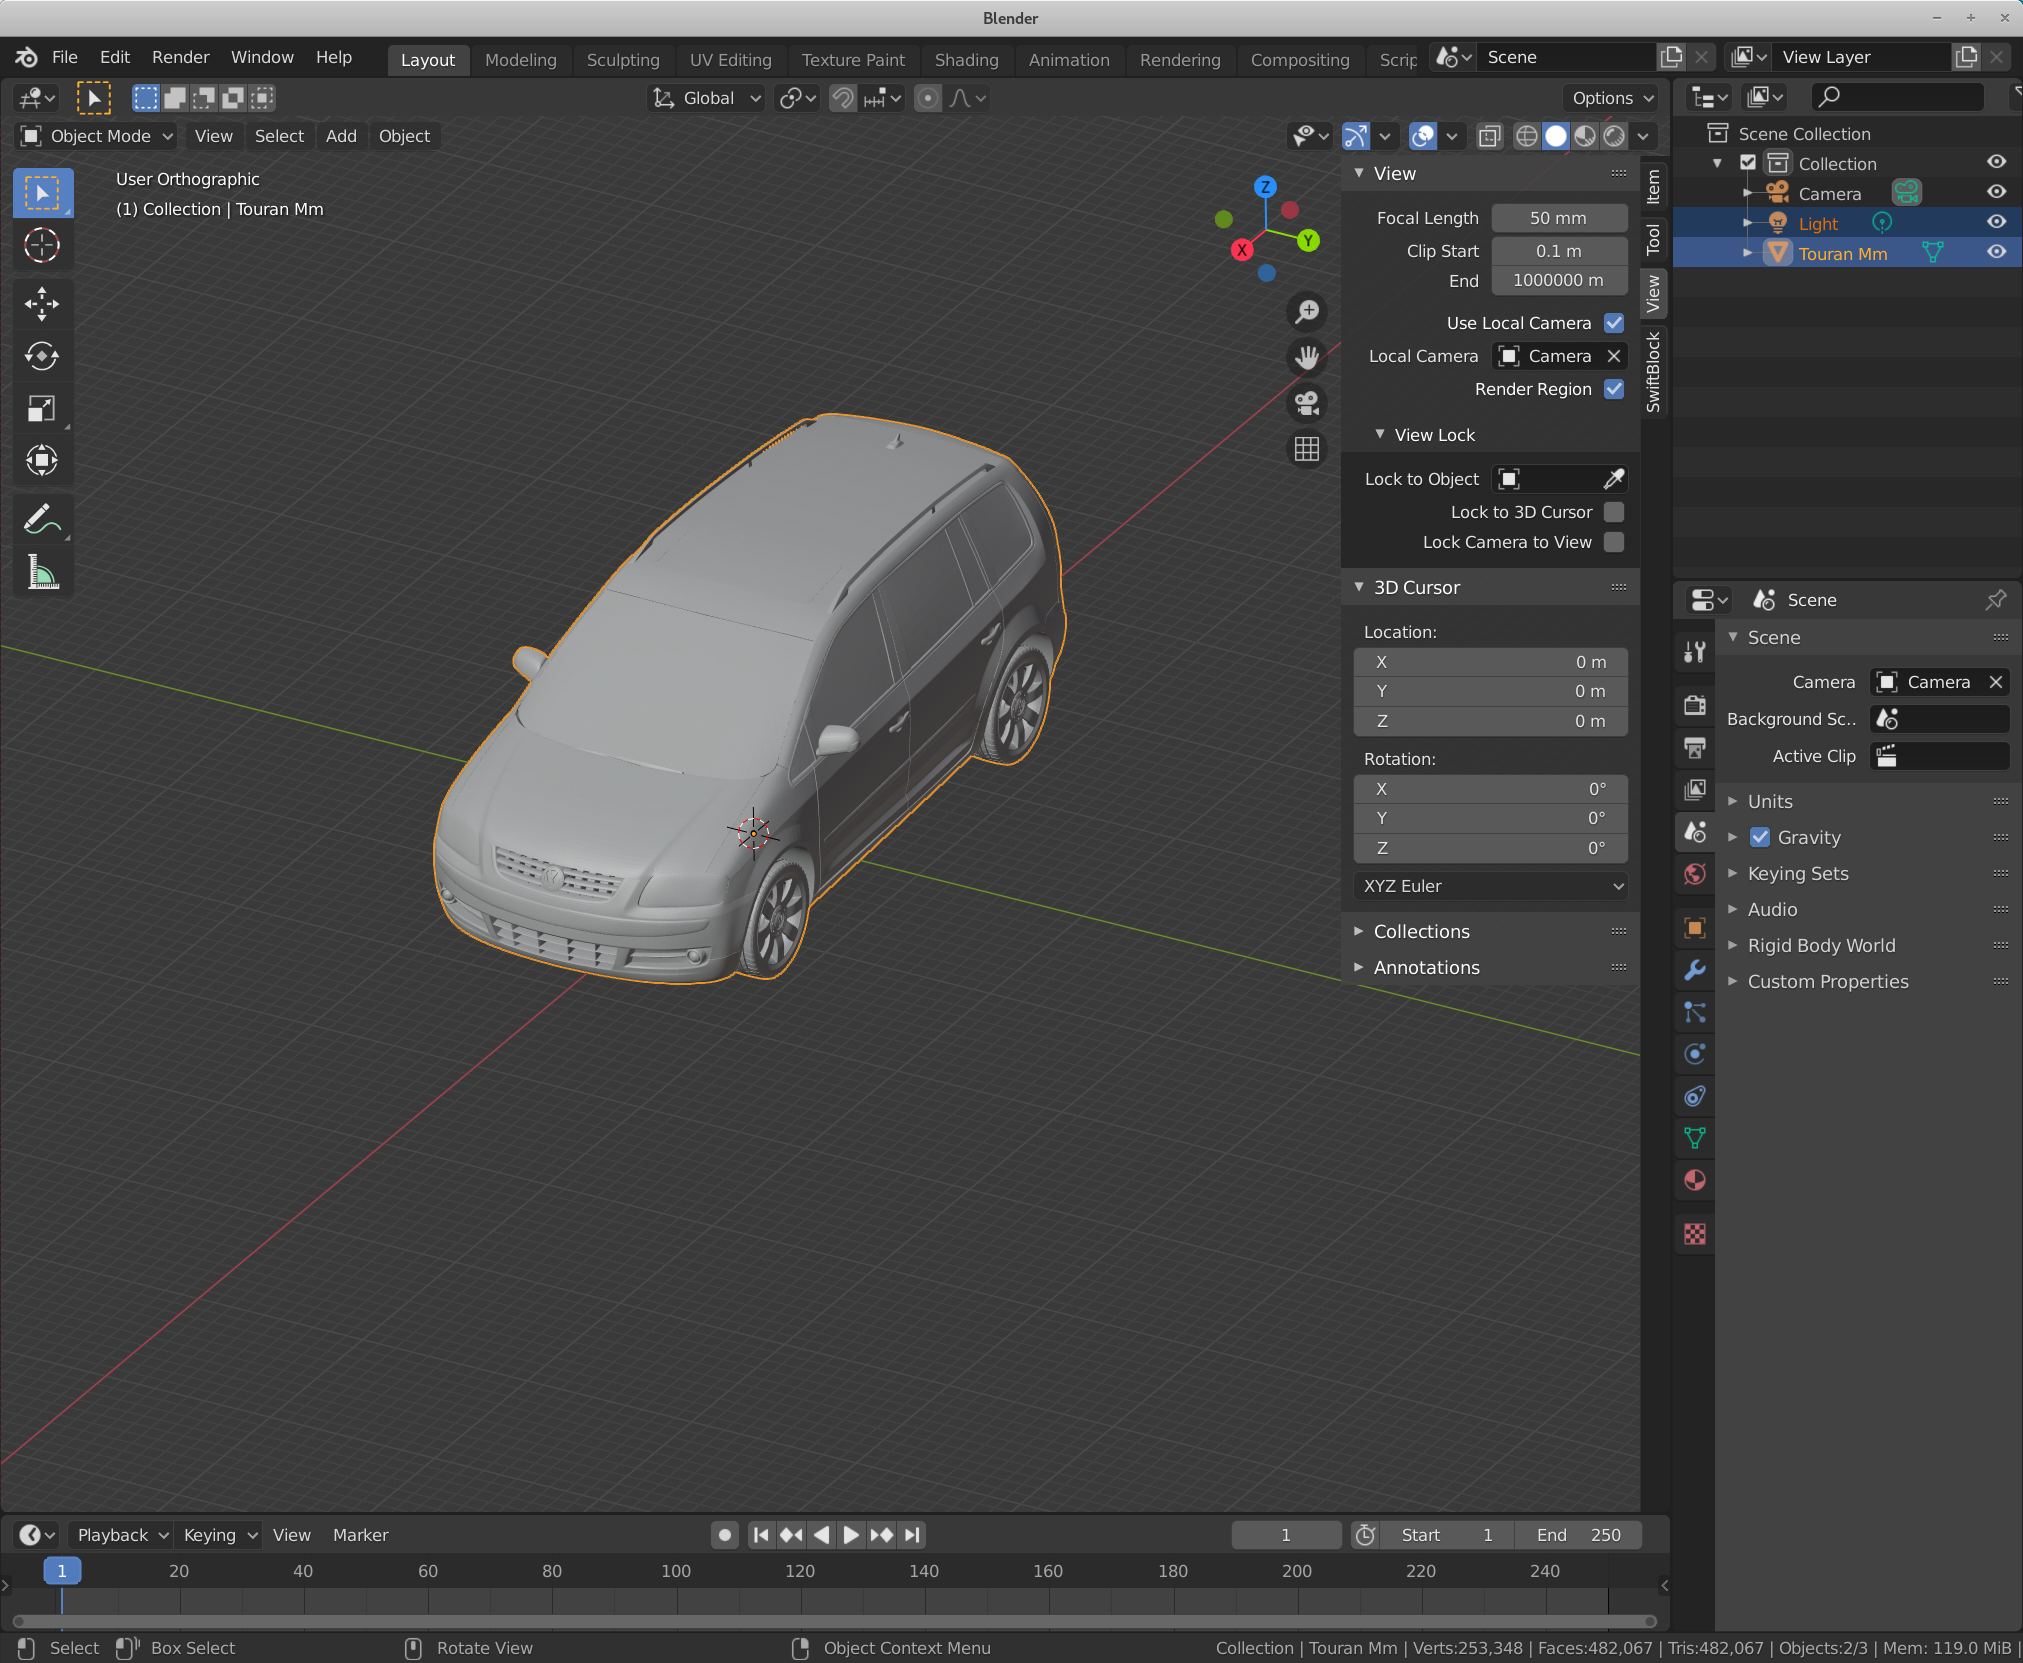 Blender
File Edit Render Window Help Layout Modeling Sculpting UV Editing Texture Paint Shading Animation Rendering Compositing Scrip Scene View Layer
Global Options
Object Mode View Select Add Object
User Orthographic
(1) Collection | Touran Mm
Z
Y
X
View
Focal Length 50 mm
Clip Start 0.1 m
End 1000000 m
Use Local Camera
Local Camera Camera
Render Region
View Lock
Lock to Object
Lock to 3D Cursor
Lock Camera to View
3D Cursor
Location:
X 0 m
Y 0 m
Z 0 m
Rotation:
X 0°
Y 0°
Z 0°
XYZ Euler
Collections
Annotations
Item
Tool
View
SwiftBlock
Scene Collection
Collection
Camera
Light
Touran Mm
Scene
Scene
Camera Camera
Background Sc..
Active Clip
Units
Gravity
Keying Sets
Audio
Rigid Body World
Custom Properties
Playback Keying View Marker 1 Start 1 End 250
1 20 40 60 80 100 120 140 160 180 200 220 240
Select Box Select Rotate View Object Context Menu Collection | Touran Mm | Verts:253,348 | Faces:482,067 | Tris:482,067 | Objects:2/3 | Mem: 119.0 MiB |